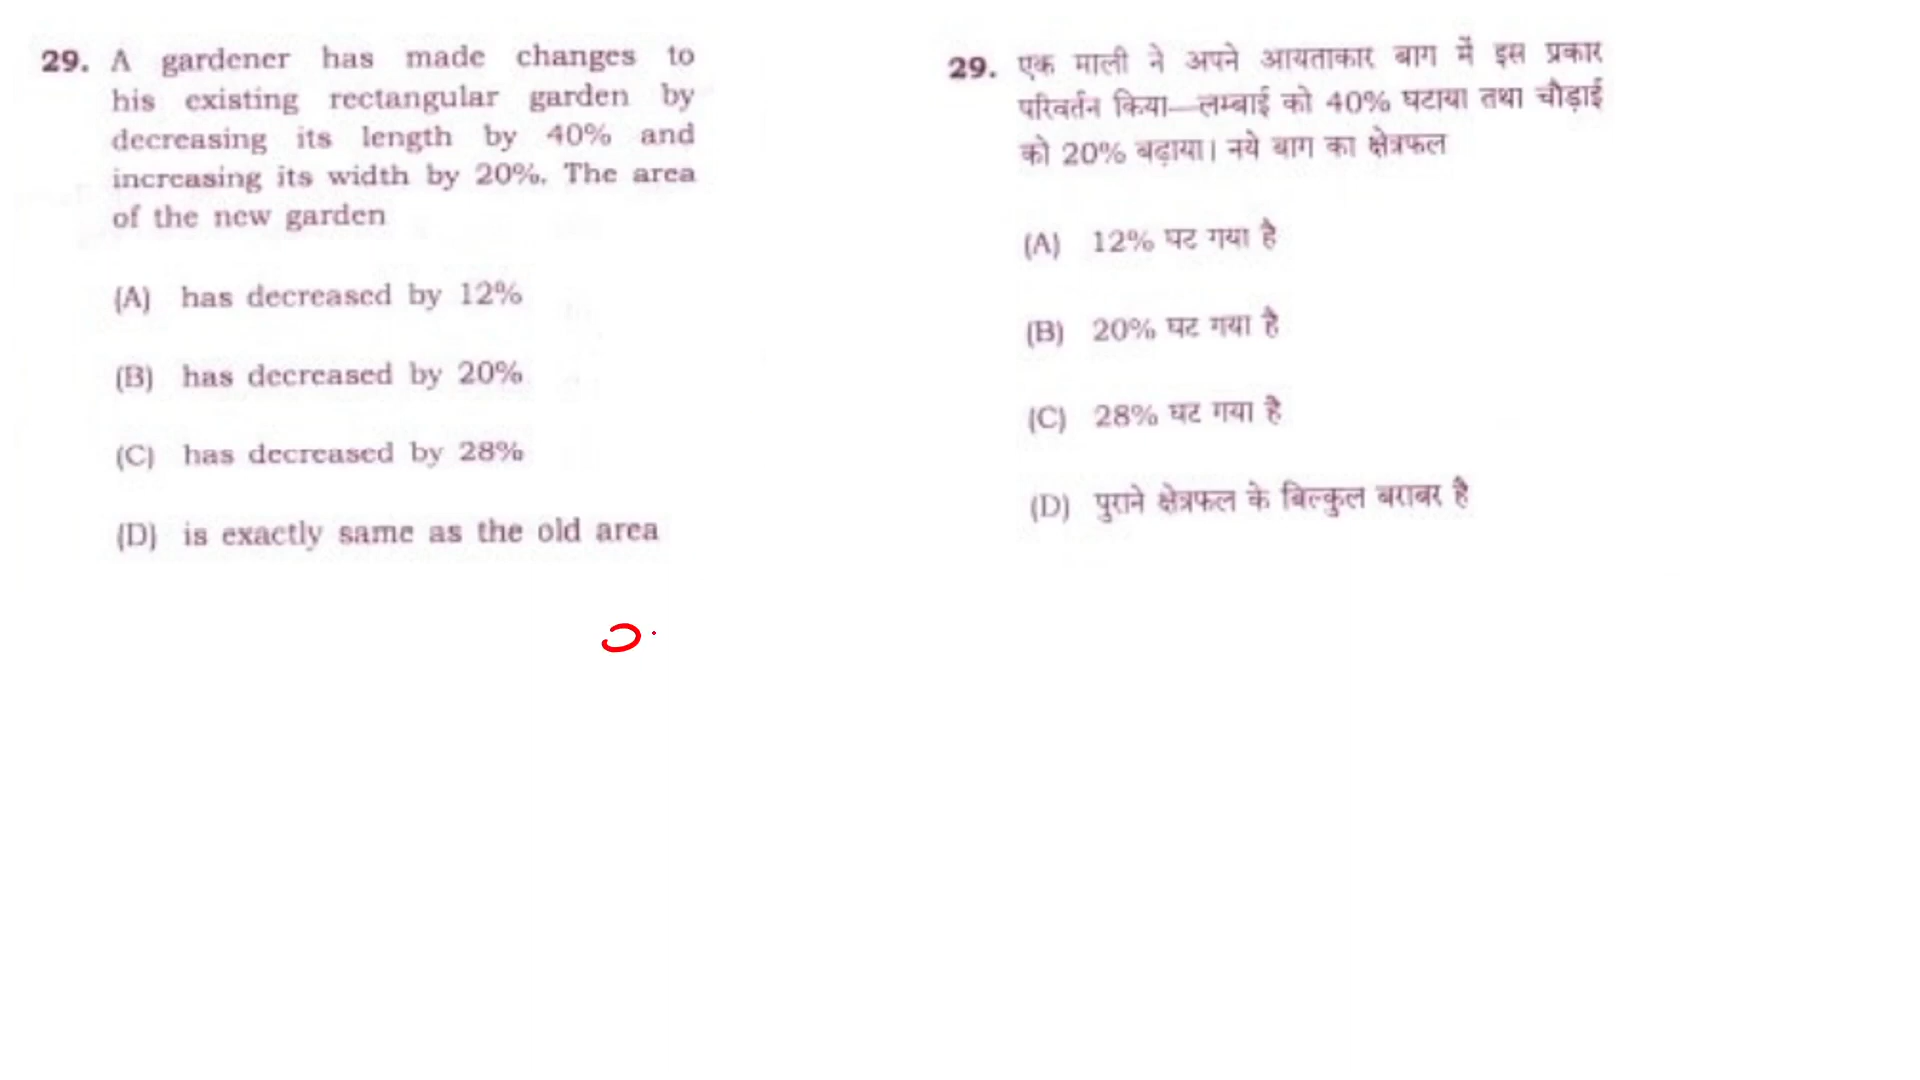 29. A gardener has made changes to
his existing rectangular garden by
decreasing its length by 40% and
increasing its width by 20%. The area
of the new garden
(A) has decreased by 12%
(B) has decreased by 20%
(C) has decreased by 28%
(D) is exactly same as the old area
29. एक माली ने अपने आयताकार बाग में इस प्रकार
परिवर्तन किया—लम्बाई को 40% घटाया तथा चौड़ाई
को 20% बढ़ाया। नये बाग का क्षेत्रफल
(A) 12% घट गया है
(B) 20% घट गया है
(C) 28% घट गया है
(D) पुराने क्षेत्रफल के बिल्कुल बराबर है